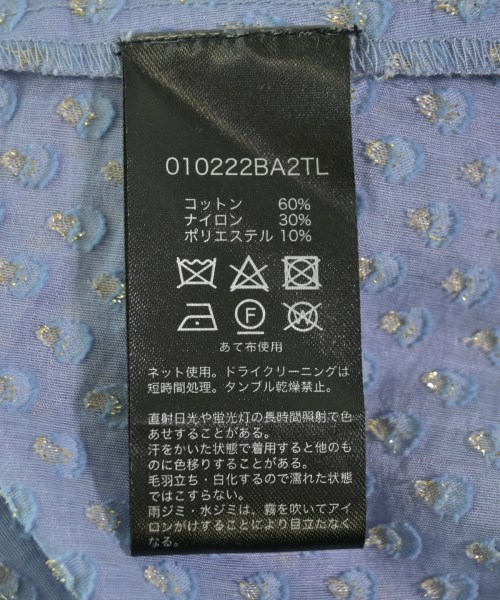 010222BA2TL
コットン 60%
ナイロン 30%
ポリエステル 10%
F W
あて布使用
ネット使用。ドライクリーニングは
短時間処理。タンブル乾燥禁止。
直射日光や蛍光灯の長時間照射で色
あせすることがある。
汗をかいた状態で着用すると他のも
のに色移りすることがある。
毛羽立ち・白化するので濡れた状態
ではこすらない。
雨ジミ・水ジミは、霧を吹いてアイ
ロンがけすることにより目立たなく
なる。